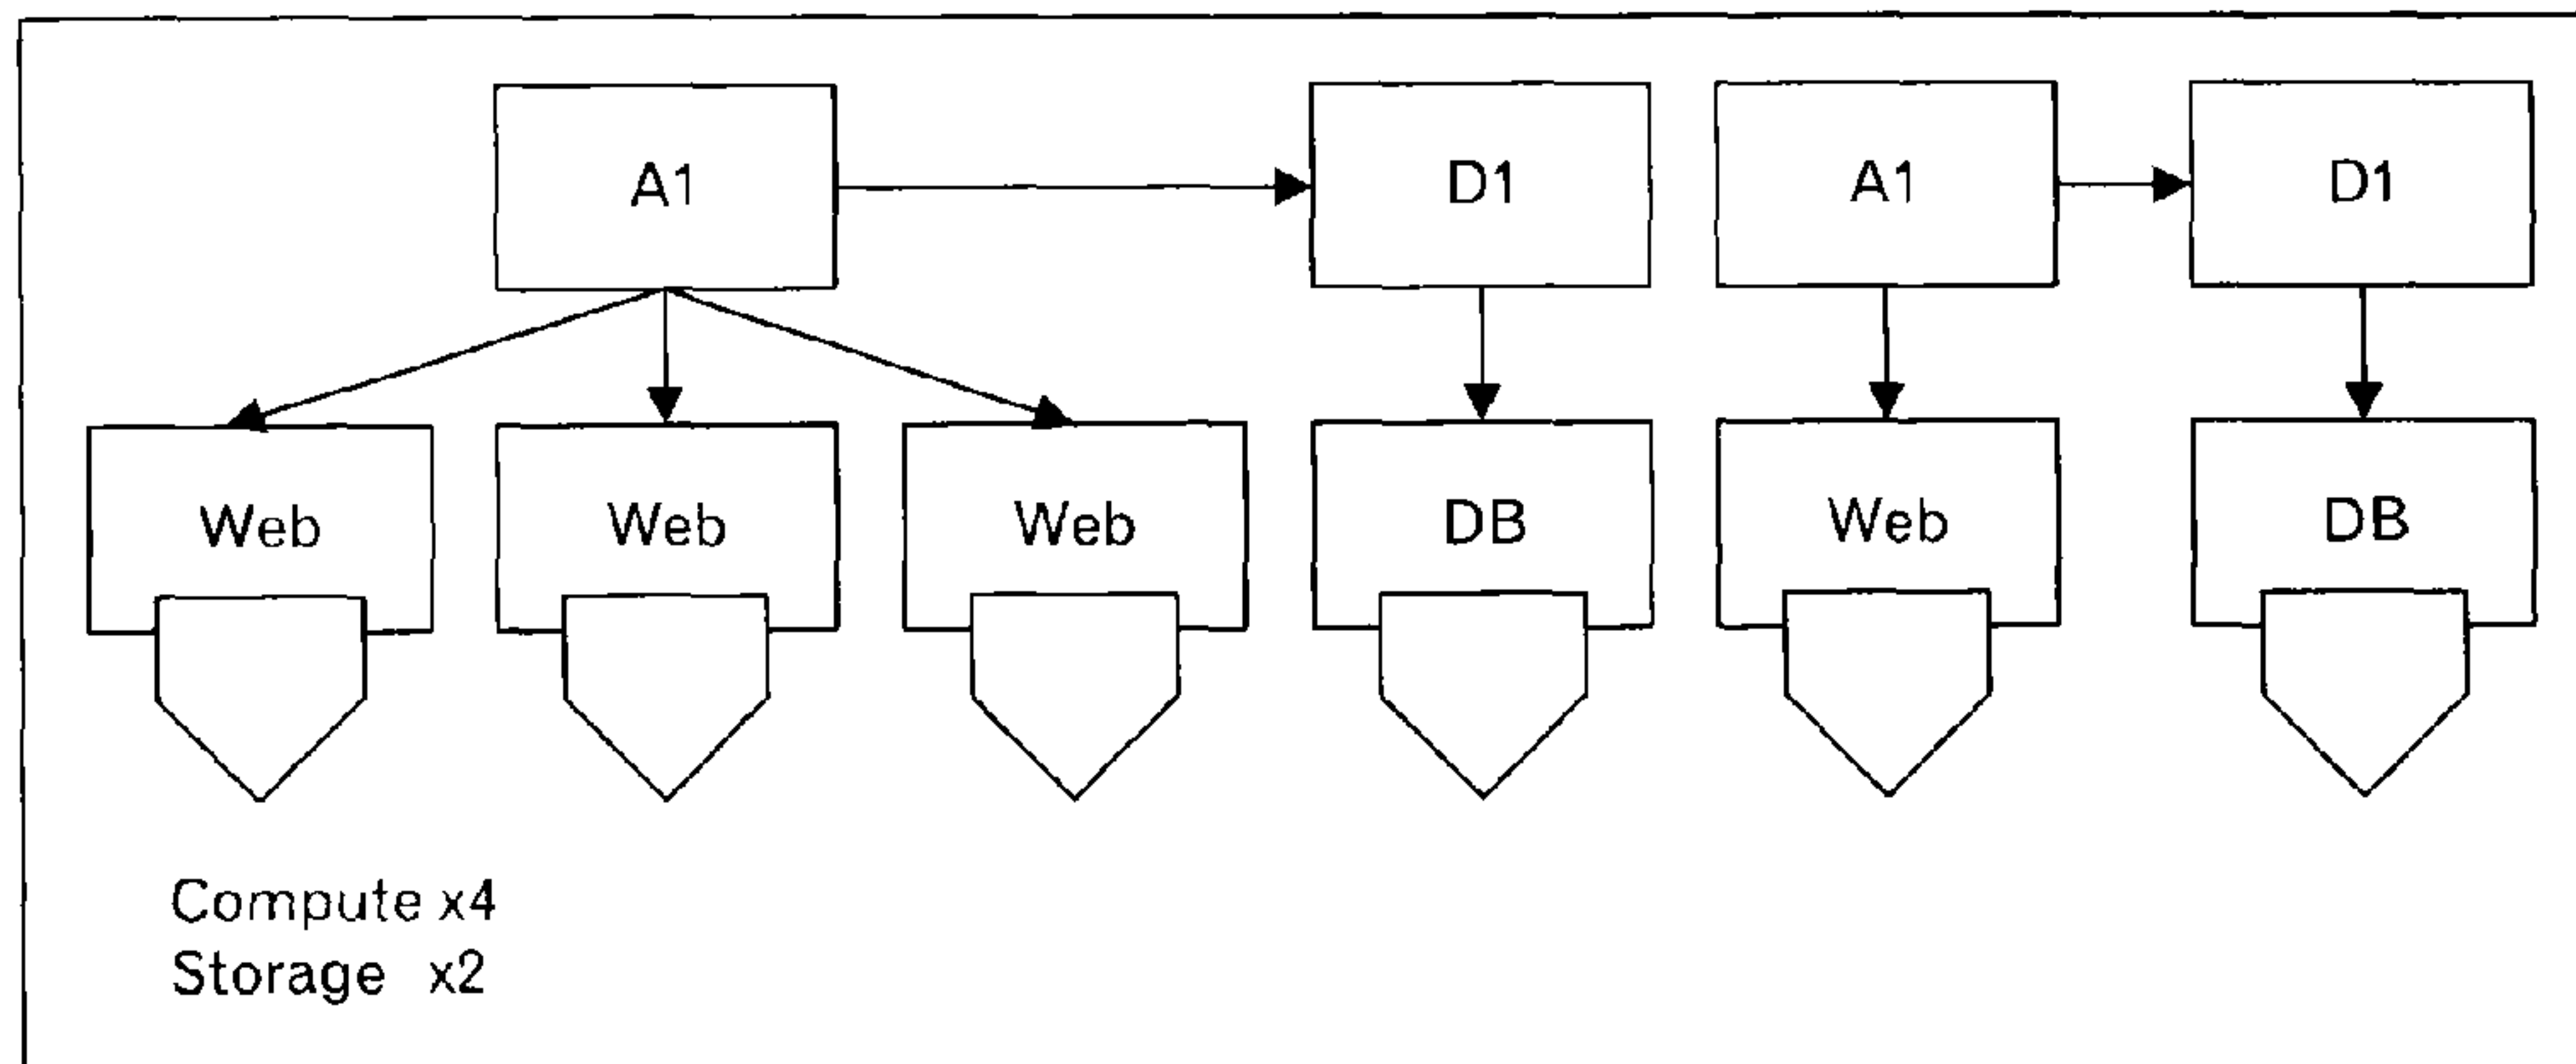 A1 D1 A1 D1
Web Web Web DB Web DB
Compute x4
Storage x2